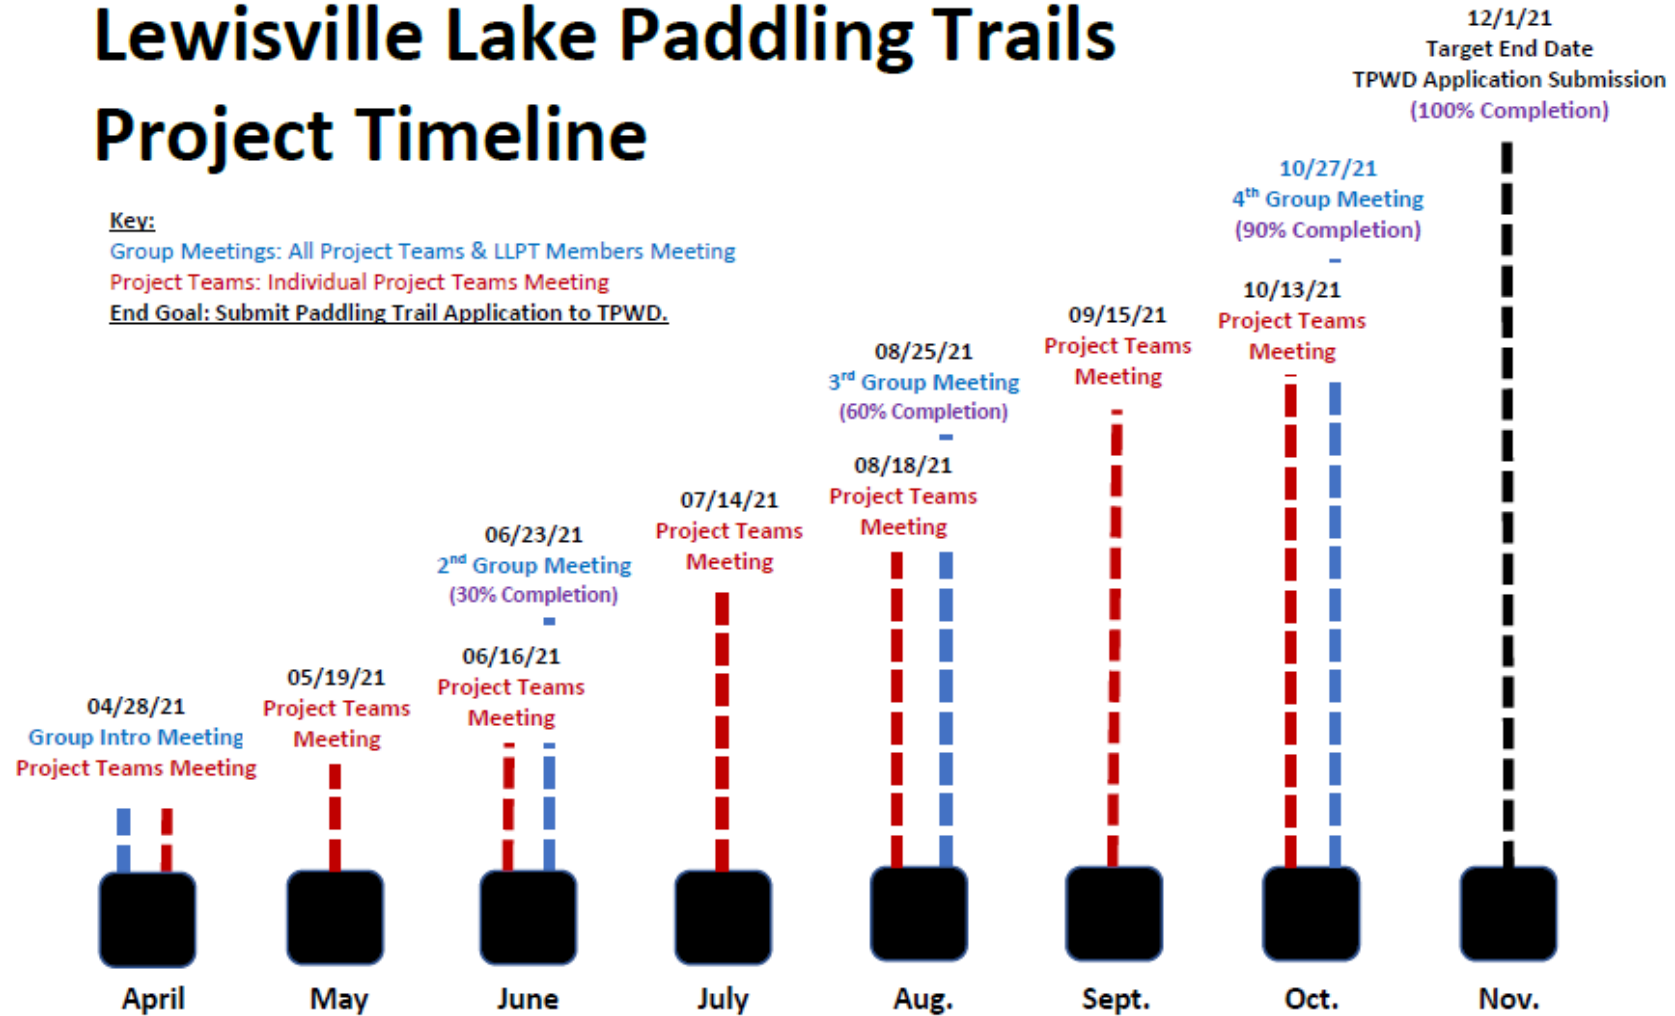 Lewisville Lake Paddling Trails
Project Timeline
Key:
Group Meetings: All Project Teams & LLPT Members Meeting
Project Teams: Individual Project Teams Meeting
End Goal: Submit Paddling Trail Application to TPWD.
04/28/21
Group Intro Meeting
Project Teams Meeting
05/19/21
Project Teams
Meeting
06/23/21
2nd Group Meeting
(30% Completion)
06/16/21
Project Teams
Meeting
07/14/21
Project Teams
Meeting
08/25/21
3rd Group Meeting
(60% Completion)
08/18/21
Project Teams
Meeting
09/15/21
Project Teams
Meeting
10/27/21
4th Group Meeting
(90% Completion)
10/13/21
Project Teams
Meeting
12/1/21
Target End Date
TPWD Application Submission
(100% Completion)
April
May
June
July
Aug.
Sept.
Oct.
Nov.